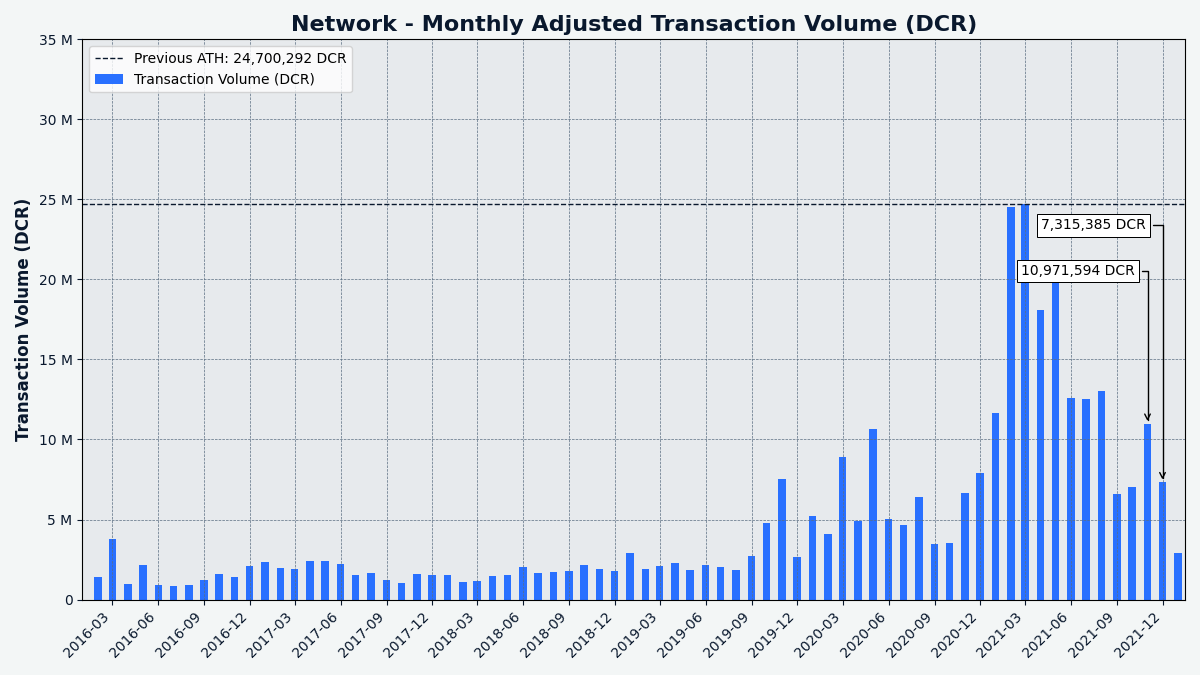 Network - Monthly Adjusted Transaction Volume (DCR)
Previous ATH: 24,700,292 DCR
Transaction Volume (DCR)
Transaction Volume (DCR)
35 M
30 M
25 M
20 M
15 M
10 M
5 M
0
7,315,385 DCR
10,971,594 DCR
2016-03
2016-06
2016-09
2016-12
2017-03
2017-06
2017-09
2017-12
2018-03
2018-06
2018-09
2018-12
2019-03
2019-06
2019-09
2019-12
2020-03
2020-06
2020-09
2020-12
2021-03
2021-06
2021-09
2021-12